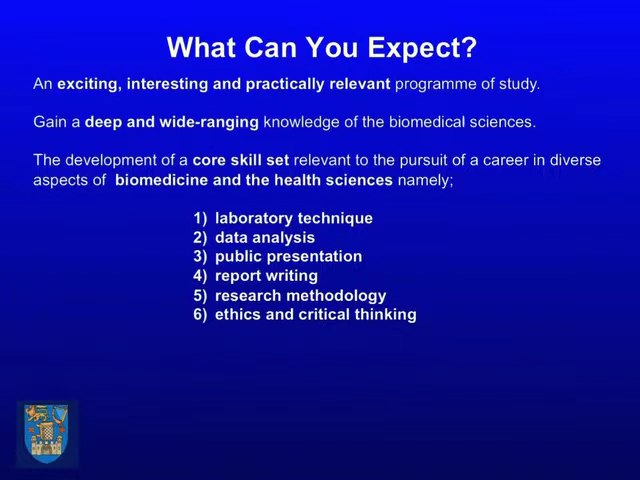 What Can You Expect?
An exciting, interesting and practically relevant programme of study.
Gain a deep and wide-ranging knowledge of the biomedical sciences.
The development of a core skill set relevant to the pursuit of a career in diverse
aspects of biomedicine and the health sciences namely;
1) laboratory technique
2) data analysis
3) public presentation
4) report writing
5) research methodology
6) ethics and critical thinking